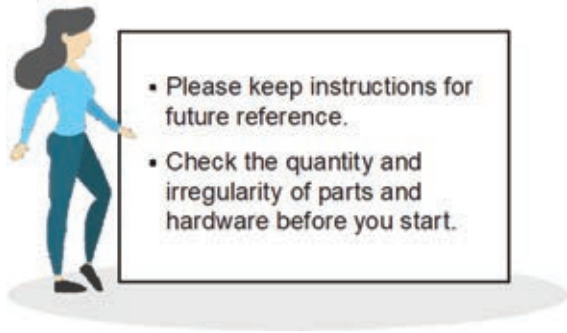 ▪ Please keep instructions for
future reference.
▪ Check the quantity and
irregularity of parts and
hardware before you start.